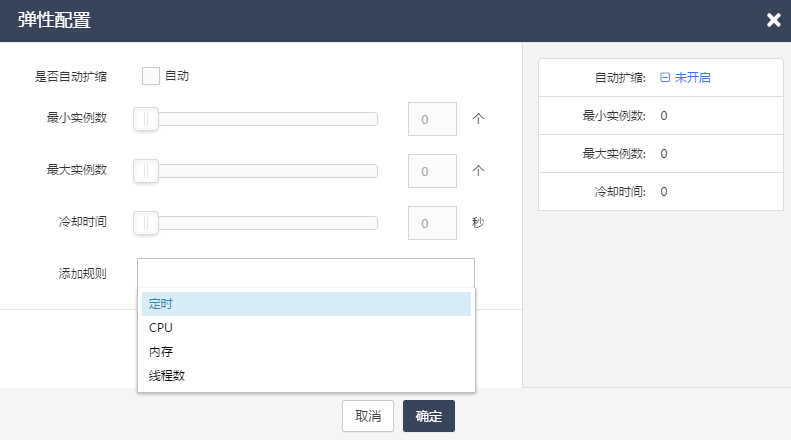 弹性配置
是否自动扩缩 自动
最小实例数 0 个
最大实例数 0 个
冷却时间 0 秒
添加规则
定时
CPU
内存
线程数
自动扩缩: 未开启
最小实例数: 0
最大实例数: 0
冷却时间: 0
取消 确定